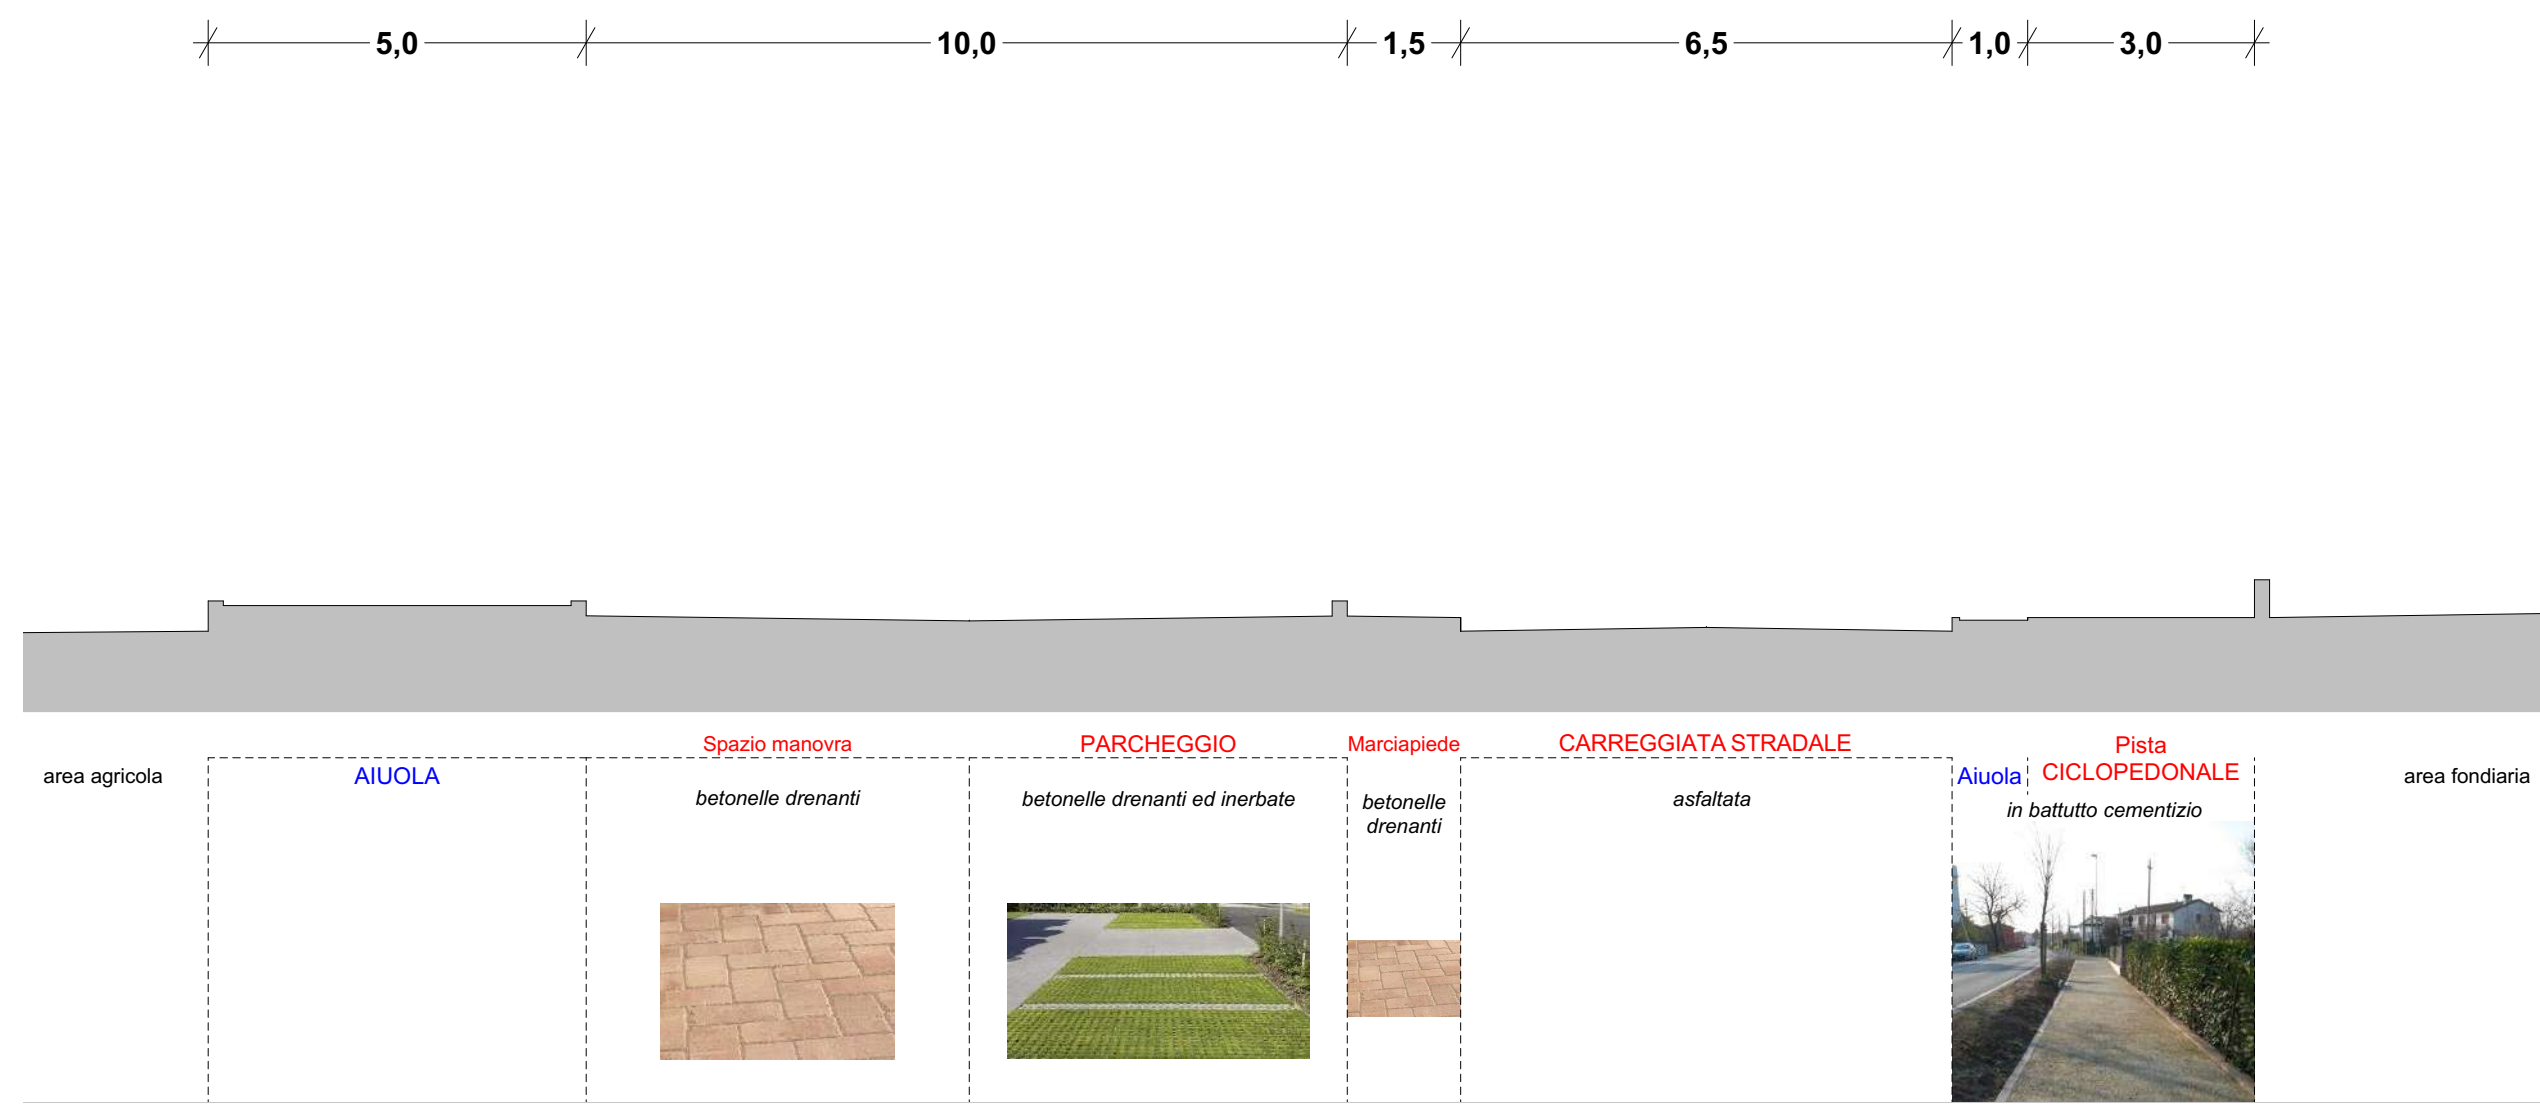 5,0 10,0 1,5 6,5 1,0 3,0
Spazio manovra PARCHEGGIO Marciapiede CARREGGIATA STRADALE Pista
area agricola AIUOLA Aiuola CICLOPEDONALE area fondiaria
betonelle drenanti betonelle drenanti ed inerbate betonelle asfaltata in battutto cementizio
drenanti